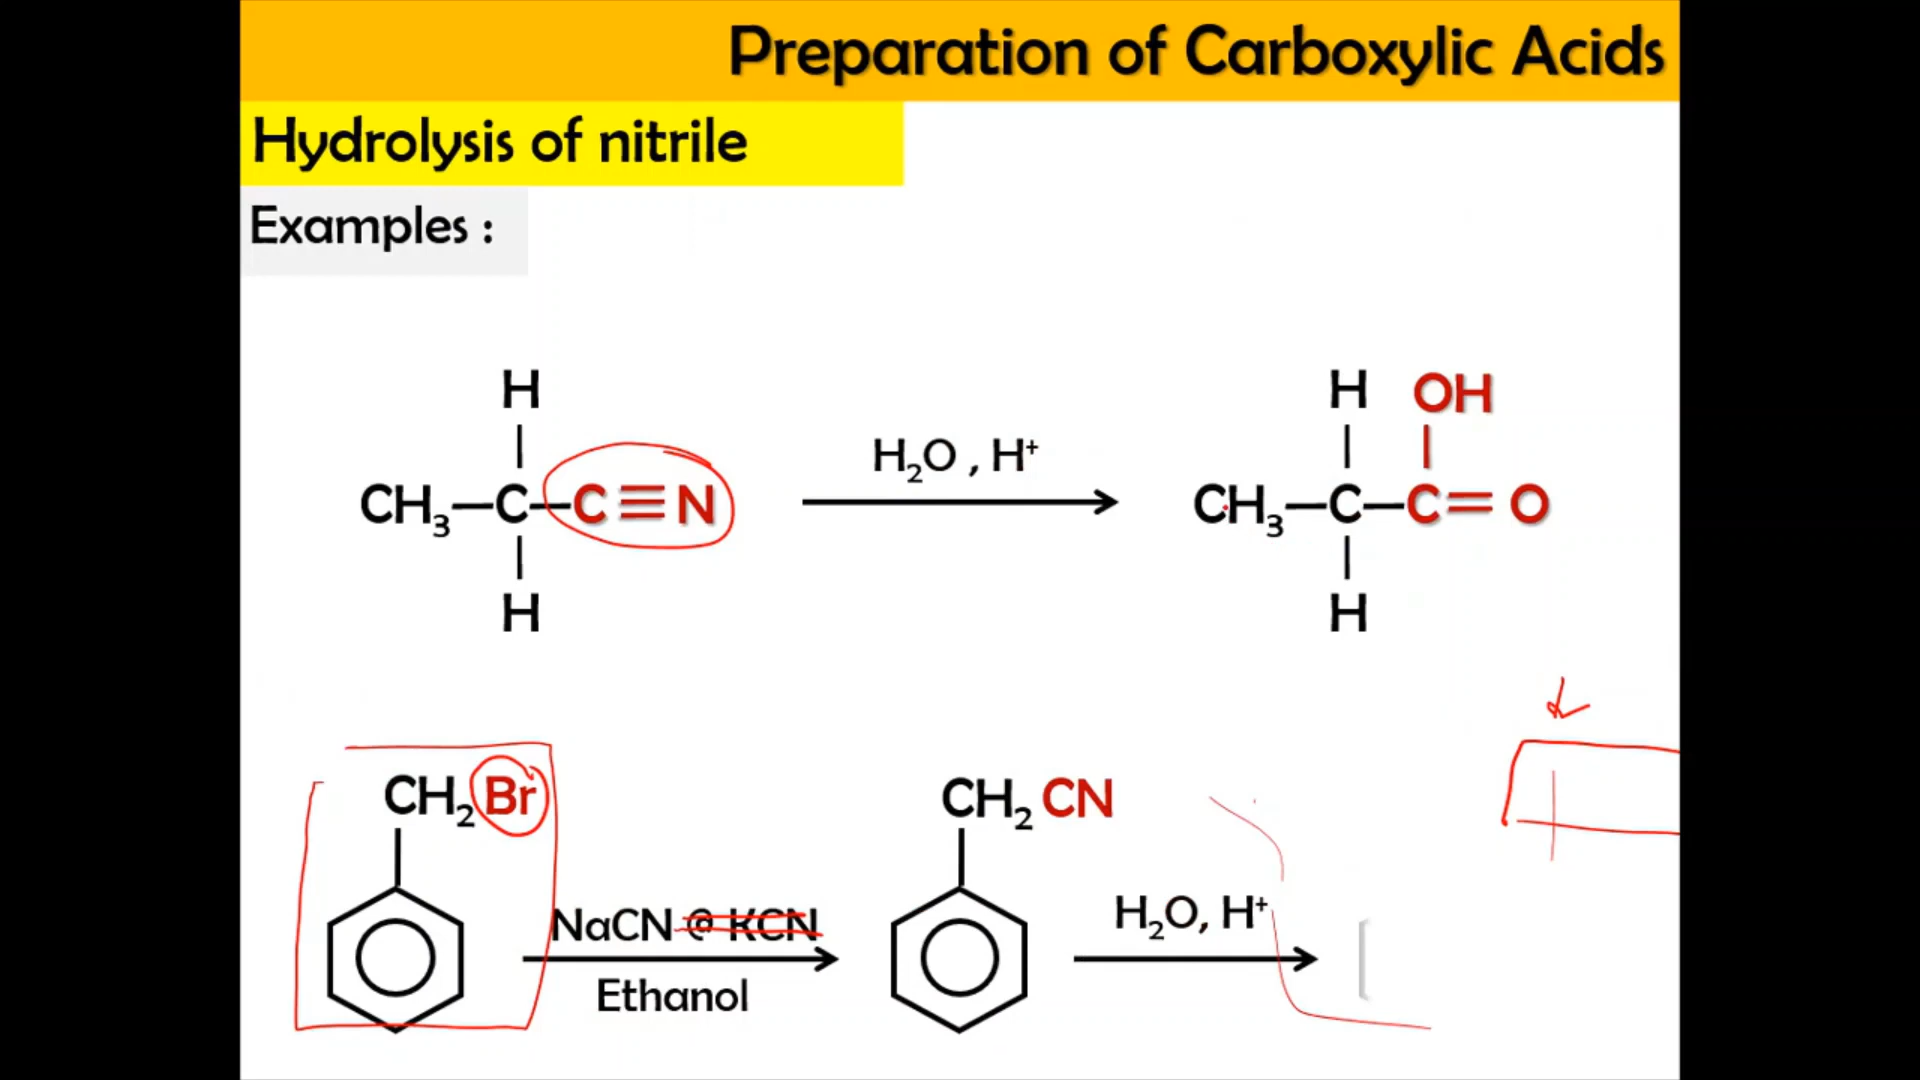 Preparation of Carboxylic Acids
Hydrolysis of nitrile
Examples :
H
CH₃—C—C≡N
H
H₂O , H⁺
H OH
CH₃—C—C=O
H
CH₂Br
NaCN @ KCN
Ethanol
CH₂CN
H₂O, H⁺